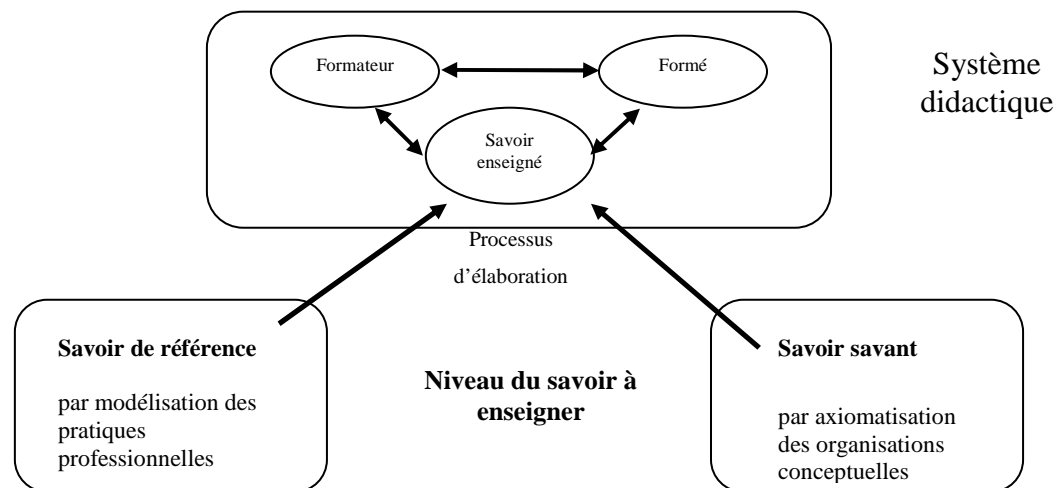 Formateur
Formé
Système
didactique
Savoir
enseigné
Processus
d’élaboration
Savoir de référence
par modélisation des
pratiques
professionnelles
Niveau du savoir à
enseigner
Savoir savant
par axiomatisation
des organisations
conceptuelles